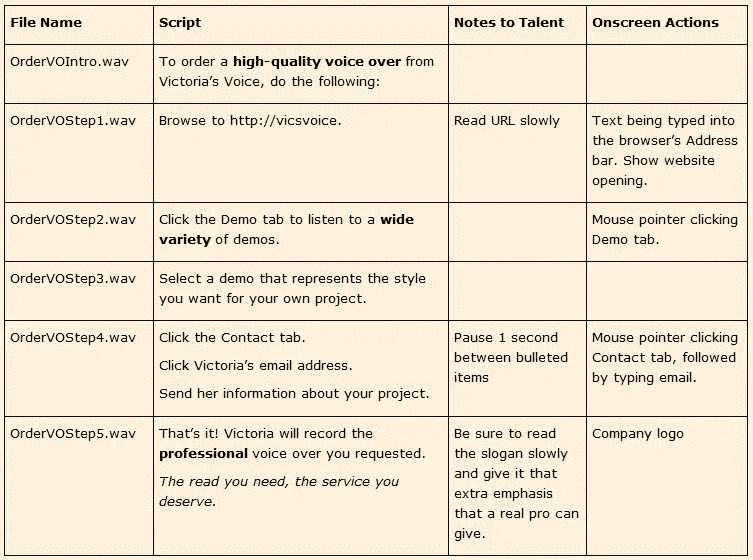 File Name
Script
Notes to Talent
Onscreen Actions
OrderVOIntro.wav
To order a high-quality voice over from
Victoria's Voice, do the following:
OrderVOStep1.wav
Browse to http://vicsvoice.
Read URL slowly
Text being typed into
the browser's Address
bar. Show website
opening.
OrderVOStep2.wav
Click the Demo tab to listen to a wide
variety of demos.
Mouse pointer clicking
Demo tab.
OrderVOStep3.wav
Select a demo that represents the style
you want for your own project.
OrderVOStep4.wav
Click the Contact tab.
Click Victoria's email address.
Send her information about your project.
Pause 1 second
between bulleted
items
Mouse pointer clicking
Contact tab, followed
by typing email.
OrderVOStep5.wav
That's it! Victoria will record the
professional voice over you requested.
The read you need, the service you
deserve.
Be sure to read
the slogan slowly
and give it that
extra emphasis
that a real pro can
give.
Company logo